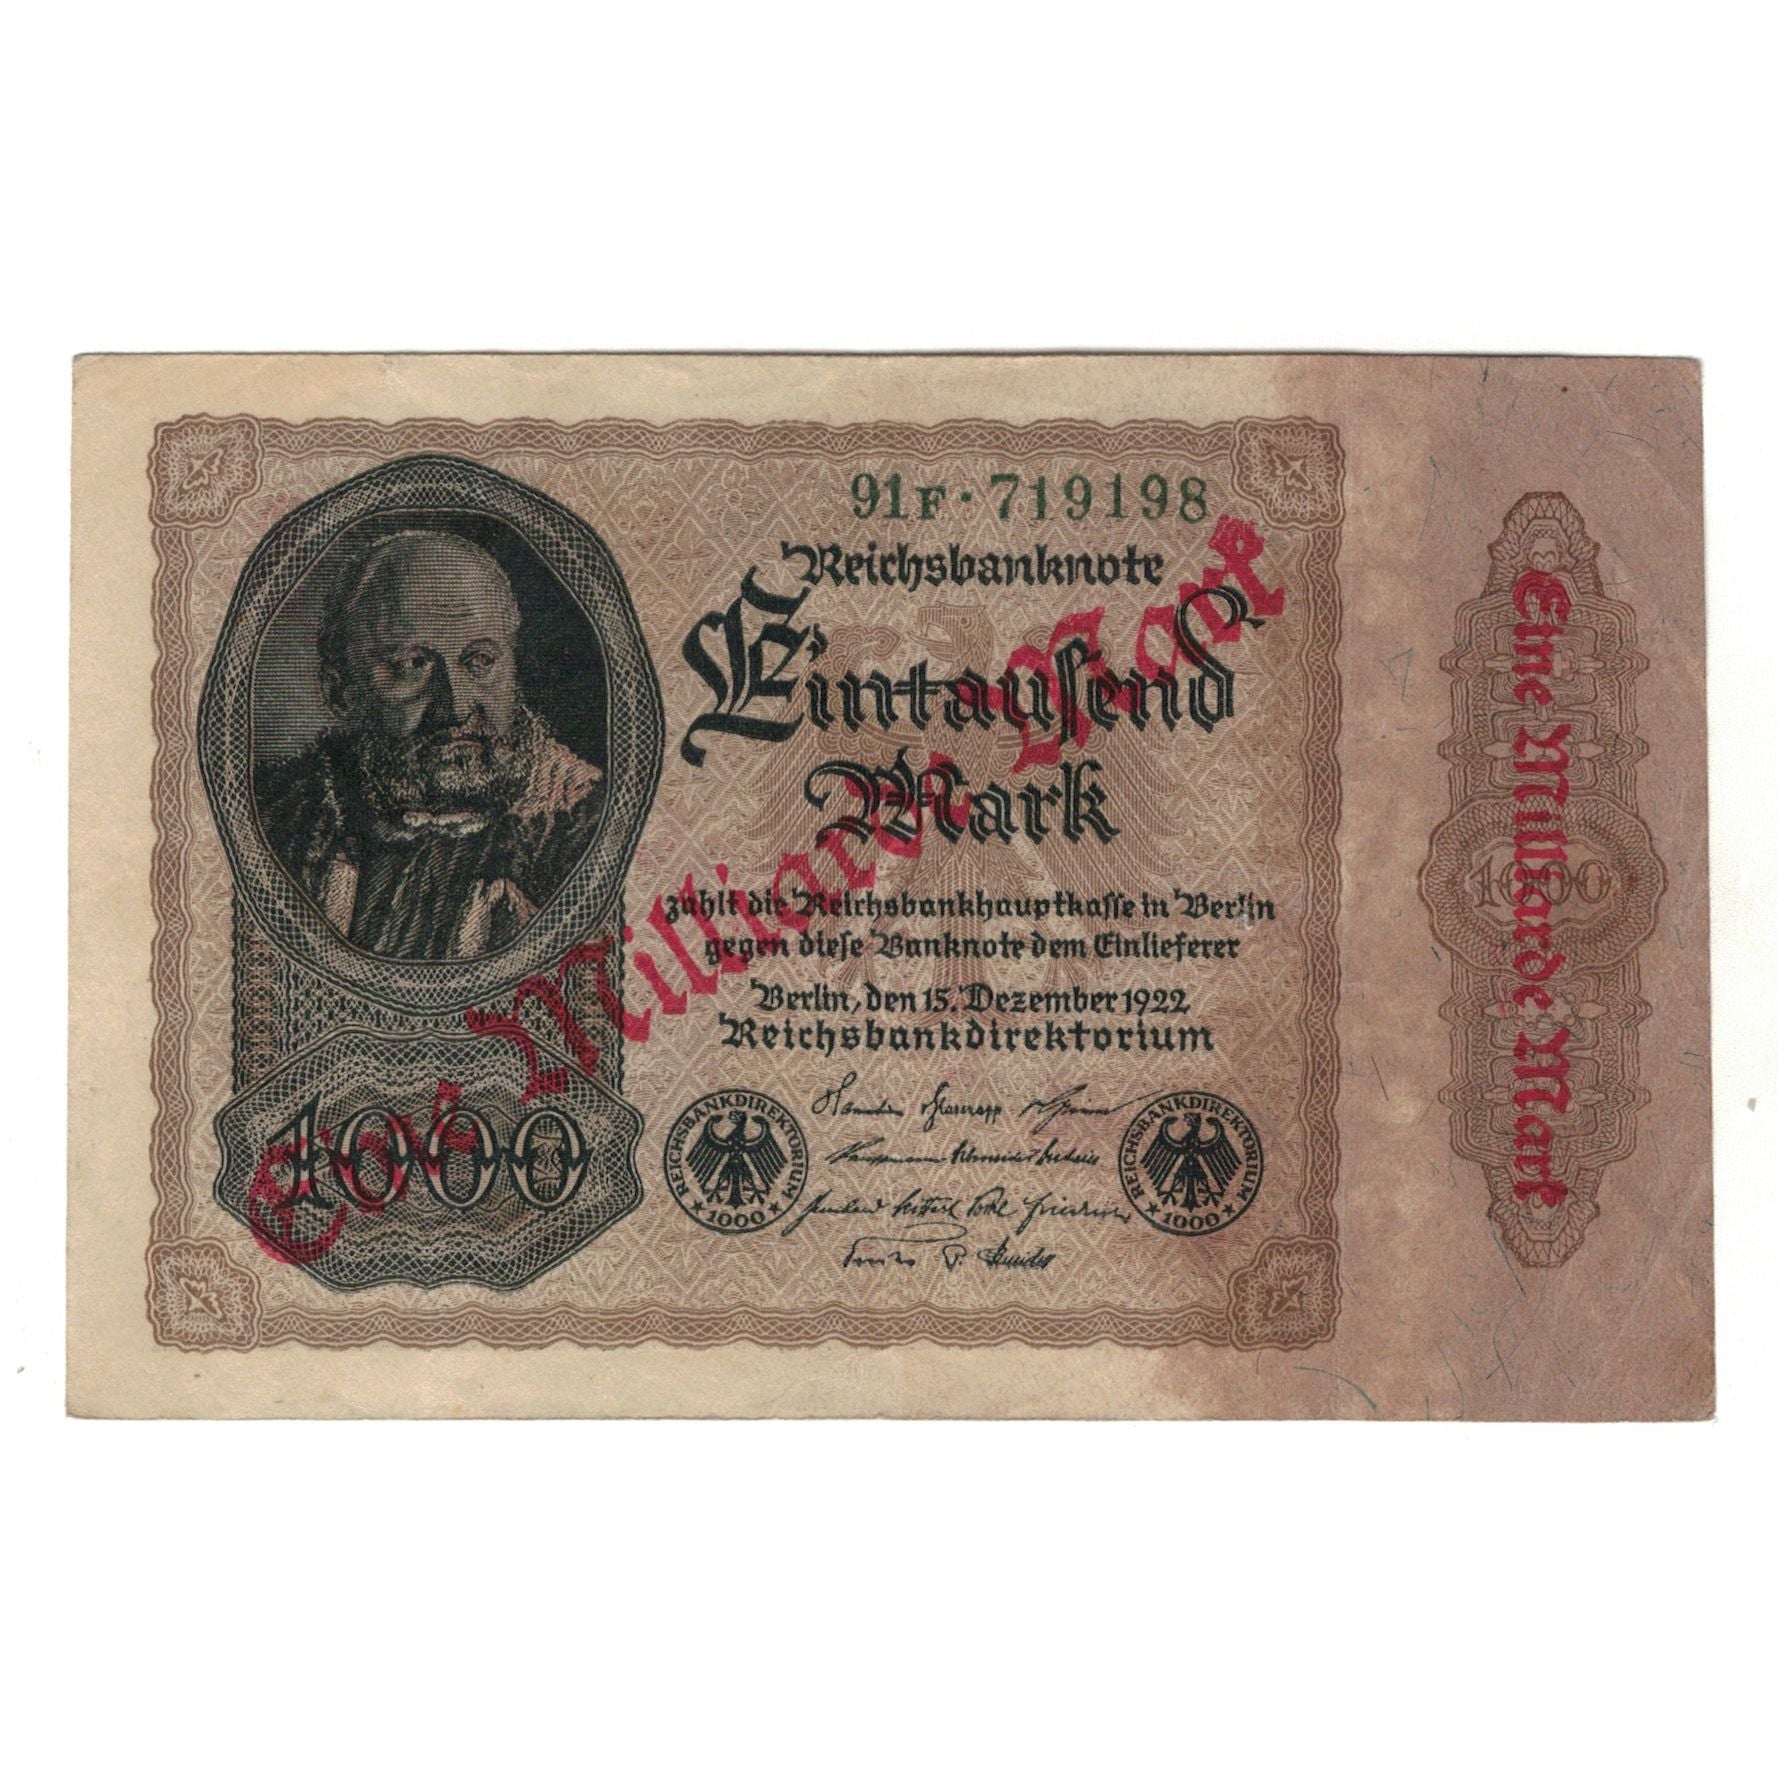 91F·719198
Reichsbanknote
Eintausend
Mark
zahlt die Reichsbankhauptkasse in Berlin
gegen diese Banknote dem Einlieferer
Berlin, den 15. Dezember 1922
Reichsbankdirektorium
1000
REICHSBANKDIREKTORIUM
1000
REICHSBANKDIREKTORIUM
1000
Eine Milliarde Mark
Eine Milliarde Mark
1000